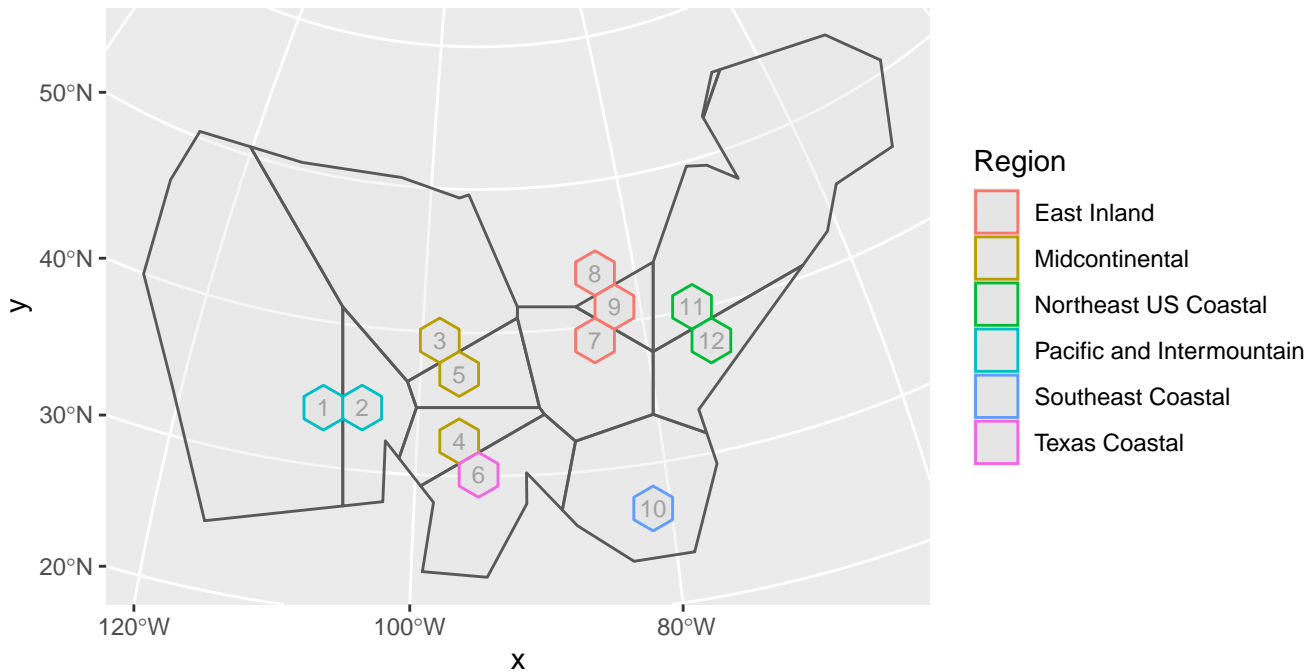 50°N
40°N
30°N
20°N
y
120°W
100°W
80°W
x
1
2
3
4
5
6
7
8
9
10
11
12
Region
East Inland
Midcontinental
Northeast US Coastal
Pacific and Intermountain
Southeast Coastal
Texas Coastal